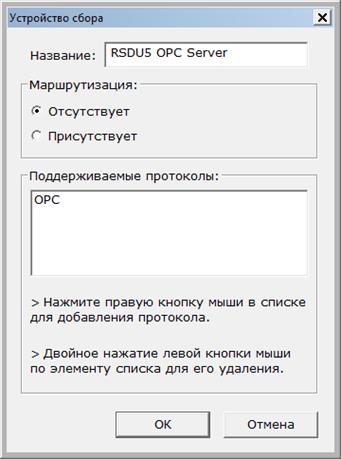 Устройство сбора
Название: RSDU5 OPC Server
Маршрутизация:
Отсутствует
Присутствует
Поддерживаемые протоколы:
OPC
> Нажмите правую кнопку мыши в списке
для добавления протокола.
> Двойное нажатие левой кнопки мыши
по элементу списка для его удаления.
ОК Отмена